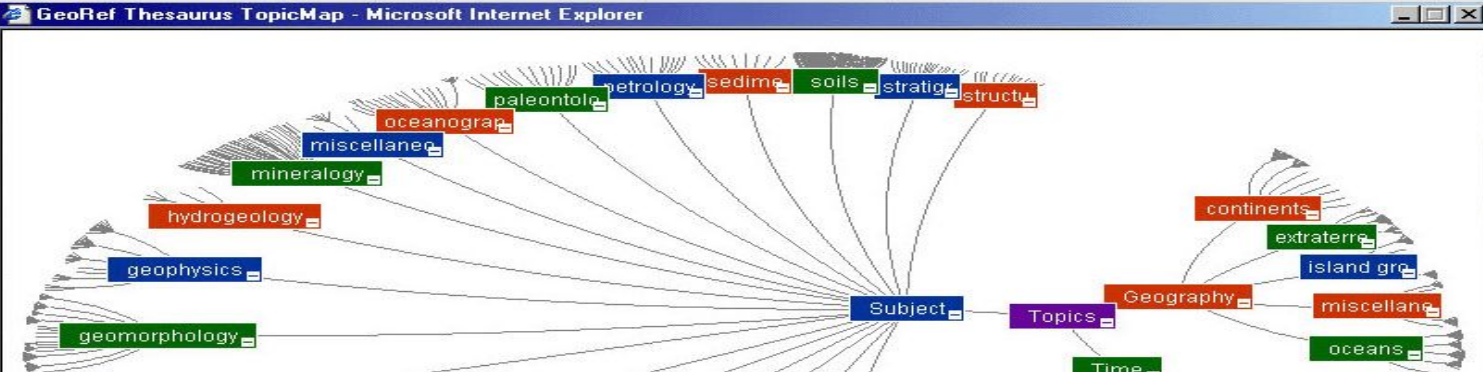 GeoRef Thesaurus TopicMap - Microsoft Internet Explorer
petrology
sedime
soils
stratigr
structu
paleontolo
oceanograp
miscellaneo
mineralogy
hydrogeology
continents
extraterre
geophysics
island gro
Subject
Topics
Geography
miscellane
geomorphology
oceans
Time